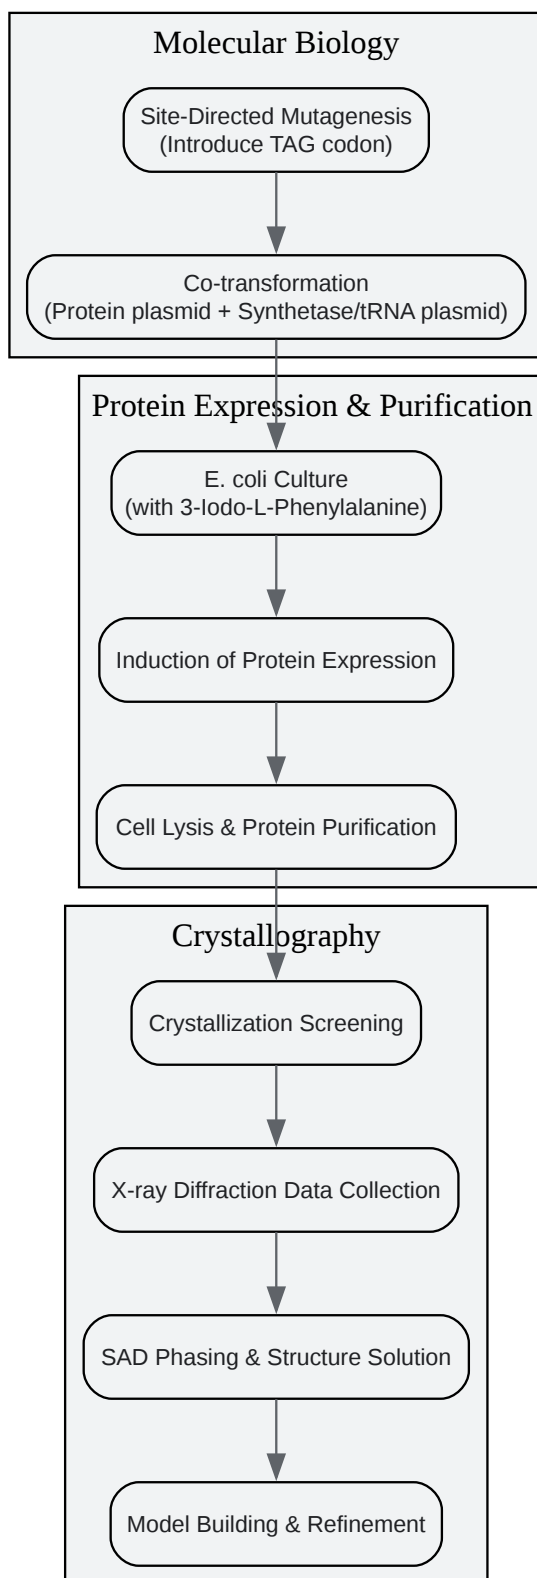 Molecular Biology
Site-Directed Mutagenesis
(Introduce TAG codon)
Co-transformation
(Protein plasmid + Synthetase/tRNA plasmid)
Protein Expression & Purification
E. coli Culture
(with 3-Iodo-L-Phenylalanine)
Induction of Protein Expression
Cell Lysis & Protein Purification
Crystallography
Crystallization Screening
X-ray Diffraction Data Collection
SAD Phasing & Structure Solution
Model Building & Refinement